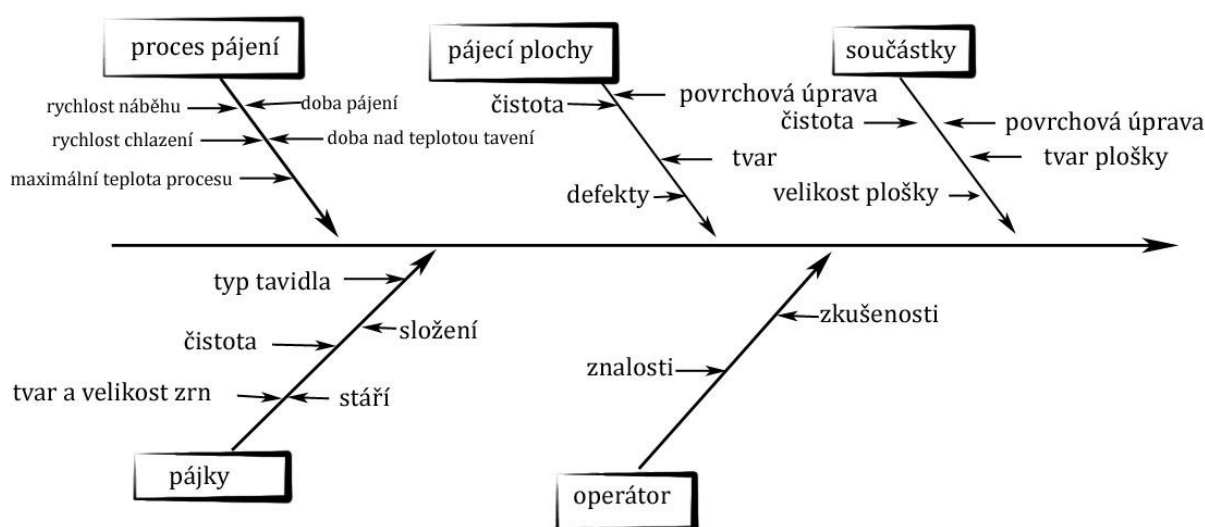 proces pájení
pájecí plochy
součástky
rychlost náběhu
doba pájení
rychlost chlazení
doba nad teplotou tavení
maximální teplota procesu
čistota
povrchová úprava
tvar
defekty
čistota
povrchová úprava
tvar plošky
velikost plošky
typ tavidla
složení
čistota
tvar a velikost zrn
stáří
pájky
zkušenosti
znalosti
operátor